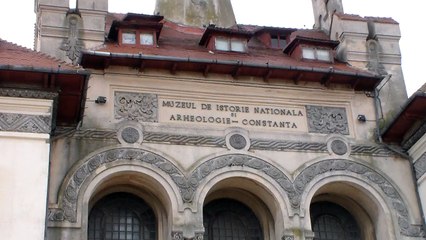 MUZEUL DE ISTORIE NATIONALA
SI
ARHEOLOGIE - CONSTANTA